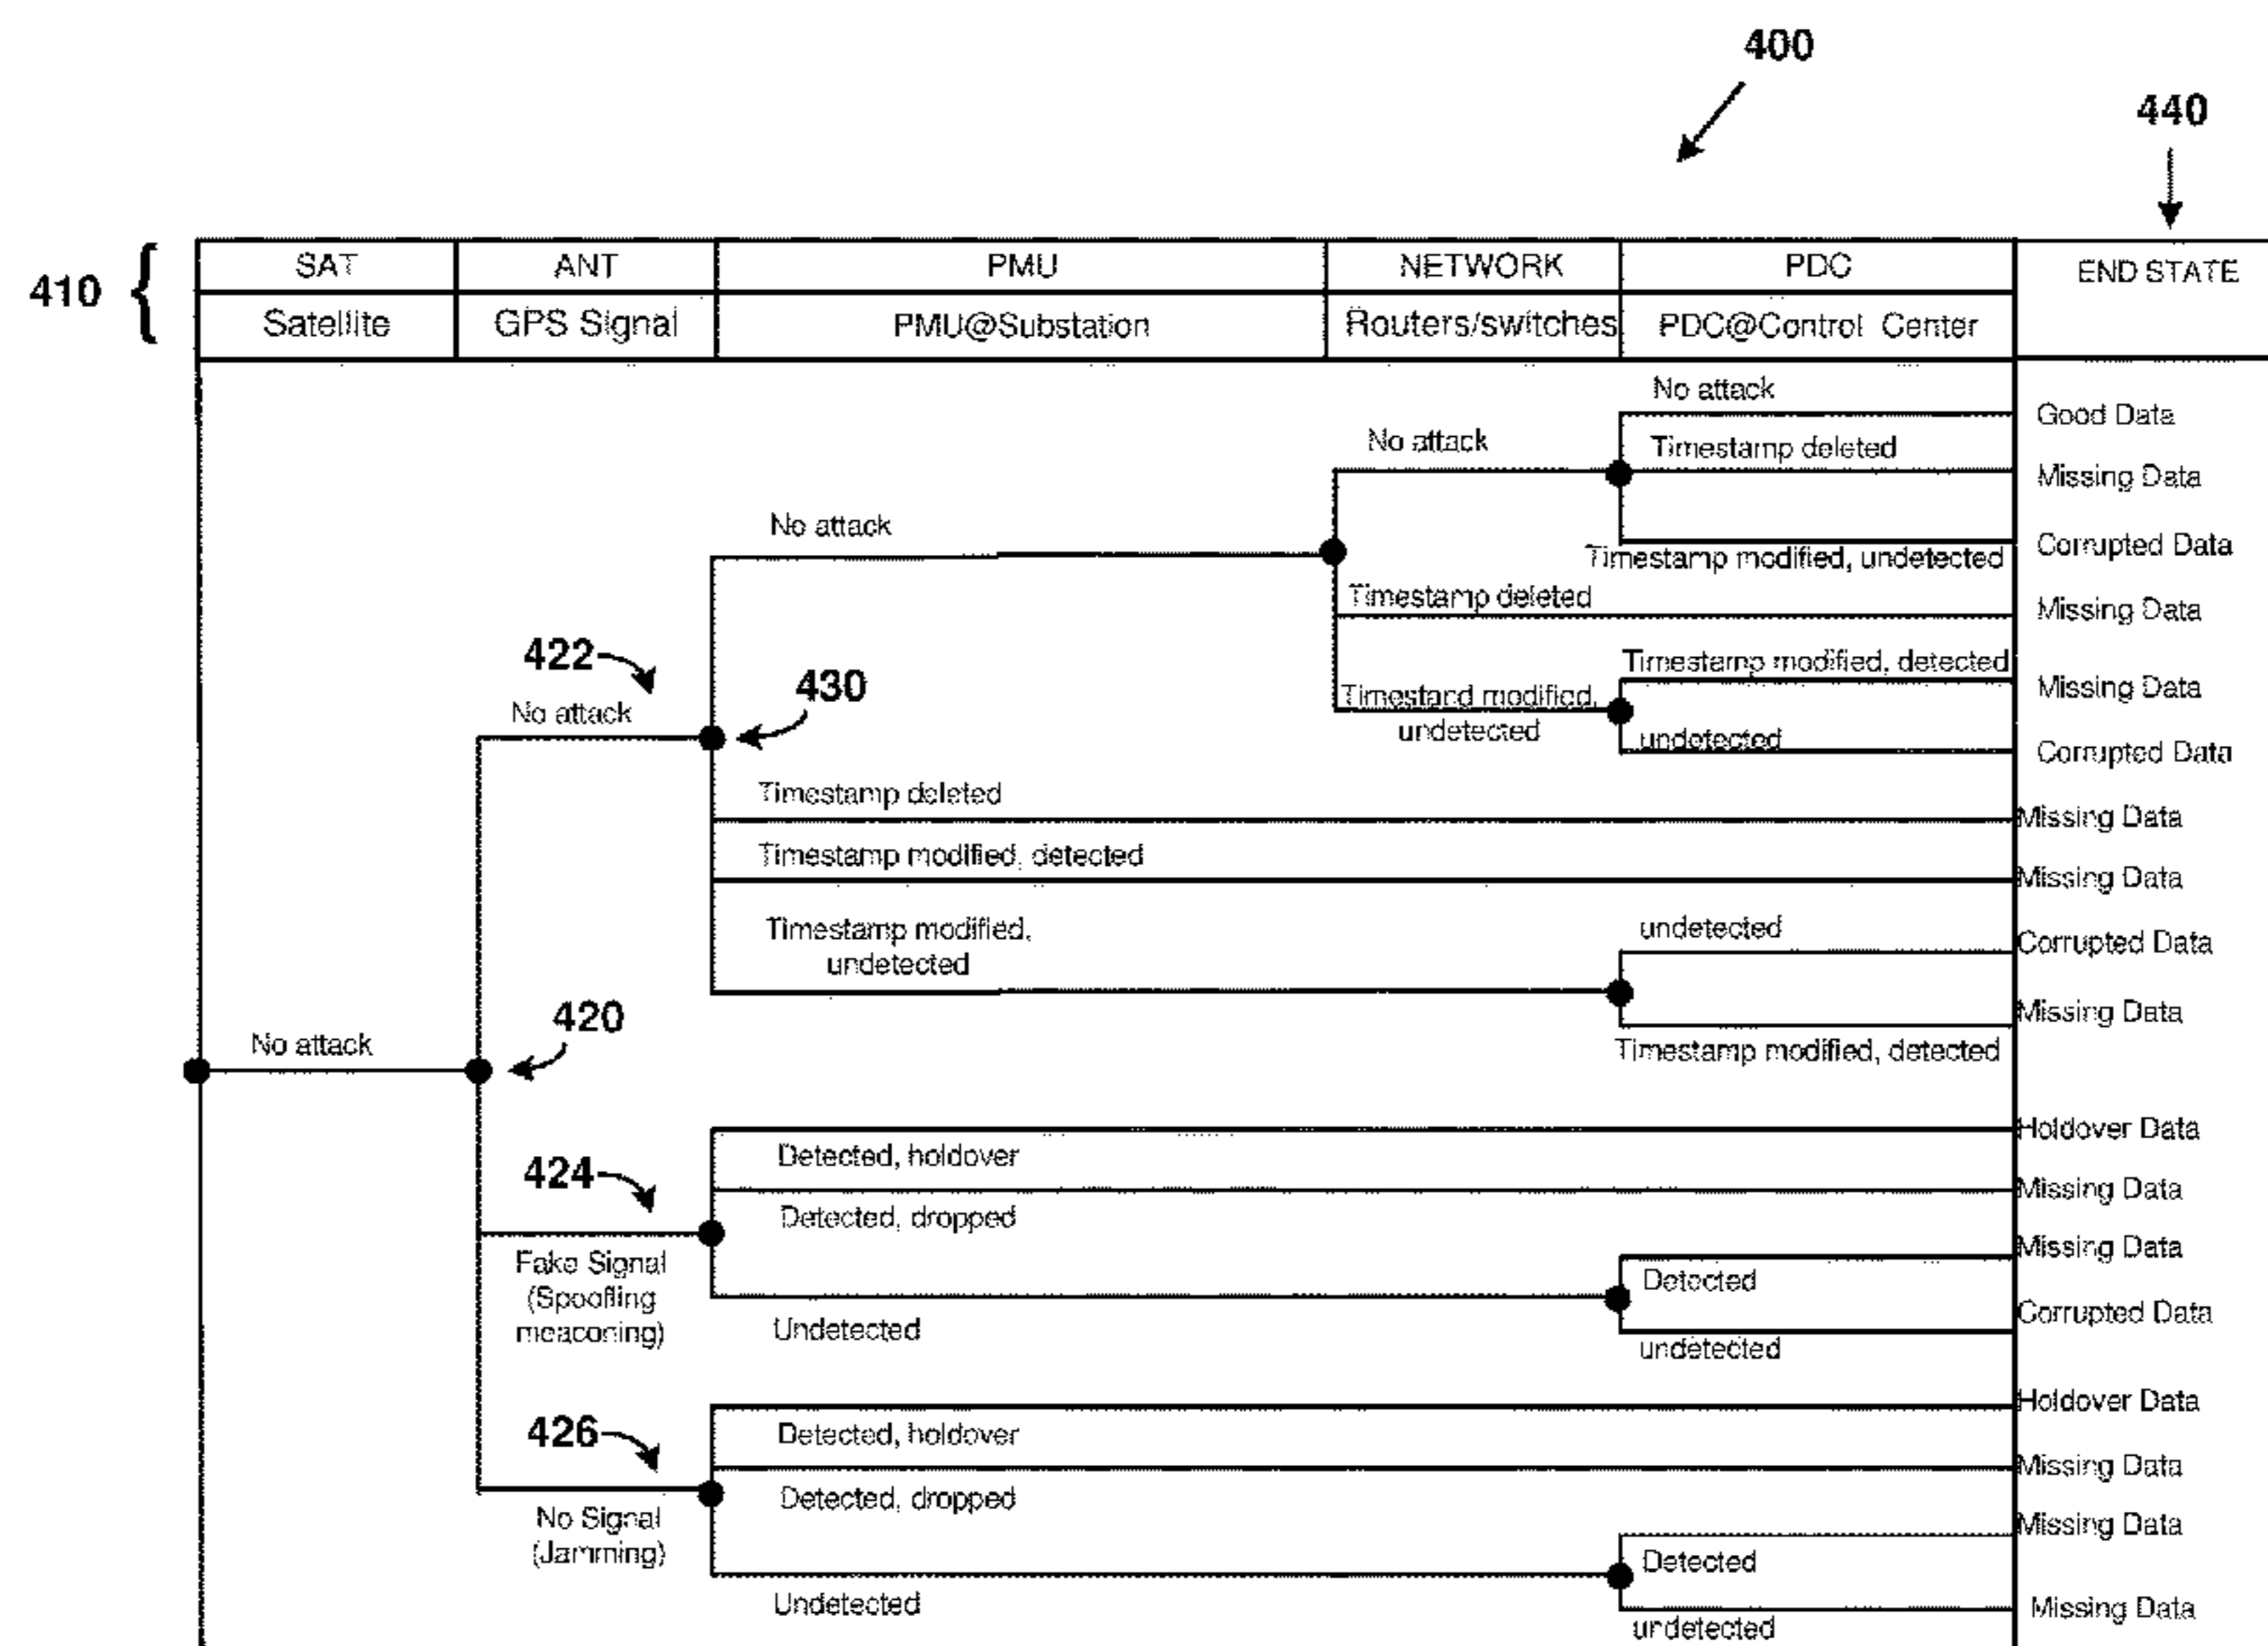 400
440
410 {
SAT ANT PMU NETWORK PDC END STATE
Satellite GPS Signal PMU@Substation Routers/switches PDC@Control Center
No attack
Good Data
No attack
Timestamp deleted
Missing Data
No attack
Corrupted Data
Timestamp modified, undetected
Timestamp deleted
Missing Data
422
430
Timestamp modified, detected
Missing Data
Timestamd modified,
undetected
No attack
undetected
Corrupted Data
Timestamp deleted
Missing Data
Timestamp modified, detected
Missing Data
Timestamp modified,
undetected
undetected
Corrupted Data
Missing Data
420
No attack
Timestamp modified, detected
Holdover Data
Detected, holdover
424
Missing Data
Detected, dropped
Missing Data
Fake Signal
(Spoofling
meaconing)
Detected
Corrupted Data
Undetected
undetected
Holdover Data
426
Detected, holdover
Missing Data
Detected, dropped
No Signal
(Jamming)
Missing Data
Detected
Undetected
Missing Data
undetected